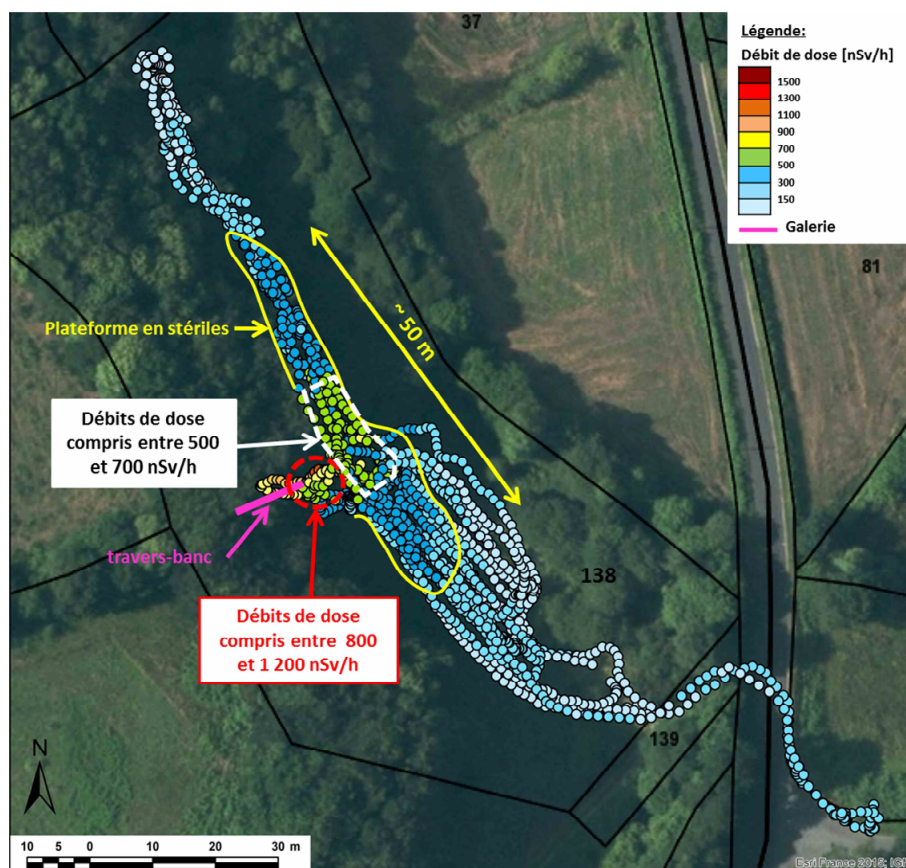 37
Légende:
Débit de dose [nSv/h]
1500
1300
1100
900
700
500
300
150
Galerie
81
~ 50 m
Plateforme en stériles
Débits de dose
compris entre 500
et 700 nSv/h
travers-banc
138
Débits de dose
compris entre 800
et 1 200 nSv/h
139
N
10 5 0 10 20 30 m
Esri France 2015; IG